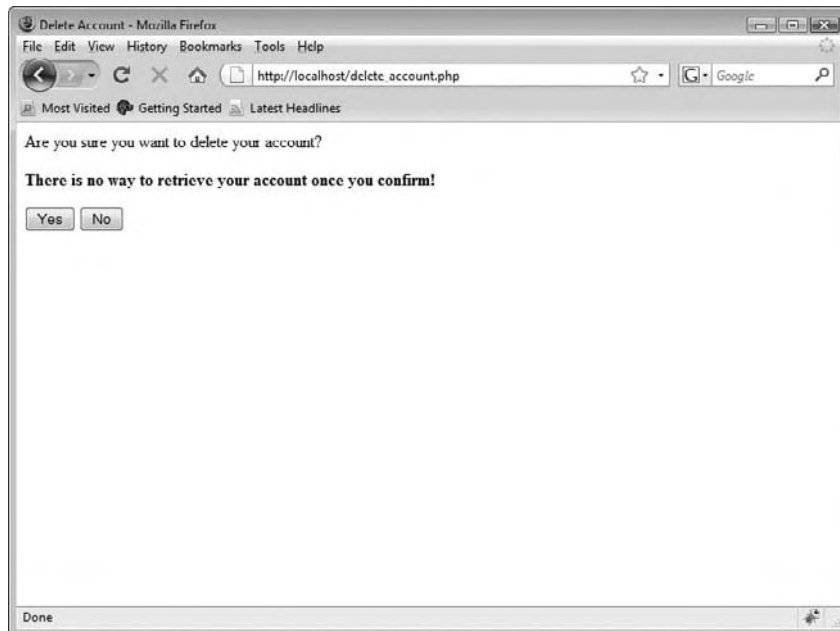 Delete Account - Mozilla Firefox
File Edit View History Bookmarks Tools Help
http://localhost/delete_account.php
G Google
Most Visited Getting Started Latest Headlines
Are you sure you want to delete your account?
There is no way to retrieve your account once you confirm!
Yes No
Done